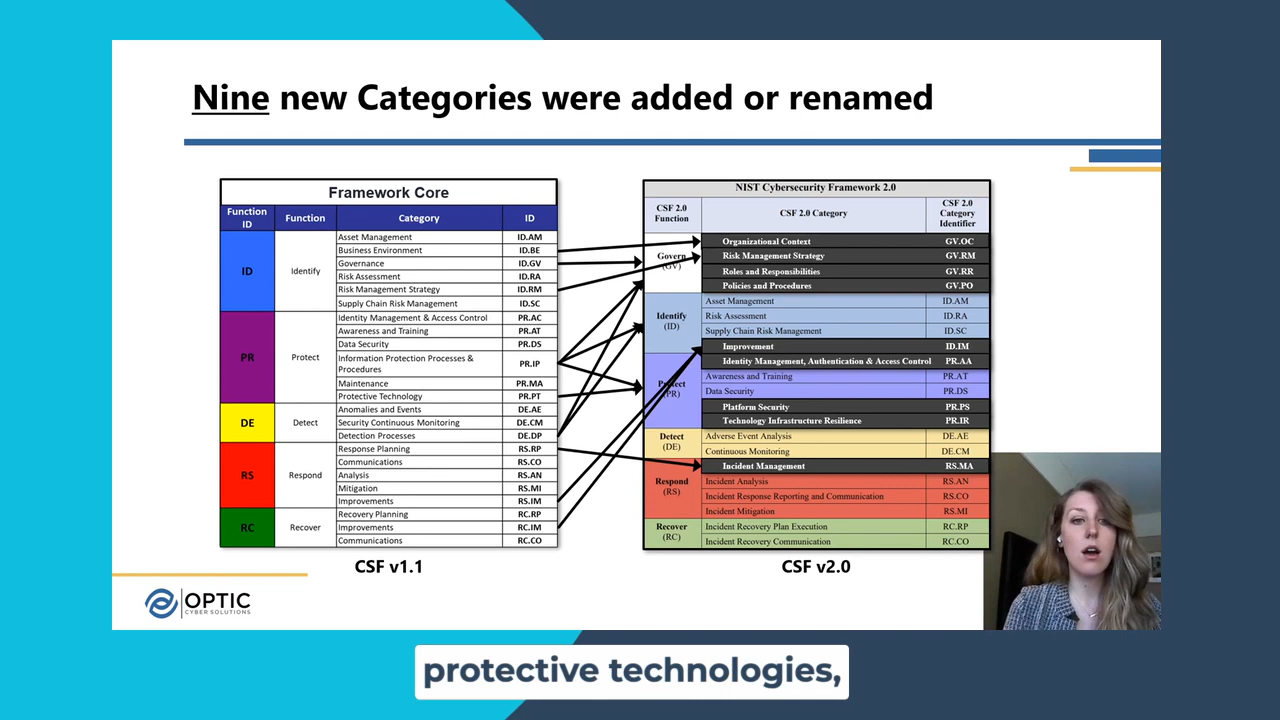 Nine new Categories were added or renamed
Framework Core
Function ID Function Category ID
ID Identify
Asset Management ID.AM
Business Environment ID.BE
Governance ID.GV
Risk Assessment ID.RA
Risk Management Strategy ID.RM
Supply Chain Risk Management ID.SC
PR Protect
Identity Management & Access Control PR.AC
Awareness and Training PR.AT
Data Security PR.DS
Information Protection Processes & Procedures PR.IP
Maintenance PR.MA
Protective Technology PR.PT
DE Detect
Anomalies and Events DE.AE
Security Continuous Monitoring DE.CM
Detection Processes DE.DP
RS Respond
Response Planning RS.RP
Communications RS.CO
Analysis RS.AN
Mitigation RS.MI
Improvements RS.IM
RC Recover
Recovery Planning RC.RP
Improvements RC.IM
Communications RC.CO
CSF v1.1
NIST Cybersecurity Framework 2.0
CSF 2.0 Function CSF 2.0 Category CSF 2.0 Category Identifier
Govern (GV)
Organizational Context GV.OC
Risk Management Strategy GV.RM
Roles and Responsibilities GV.RR
Policies and Procedures GV.PO
Identify (ID)
Asset Management ID.AM
Risk Assessment ID.RA
Supply Chain Risk Management ID.SC
Improvement ID.IM
Protect (PR)
Identity Management, Authentication & Access Control PR.AA
Awareness and Training PR.AT
Data Security PR.DS
Platform Security PR.PS
Technology Infrastructure Resilience PR.IR
Detect (DE)
Adverse Event Analysis DE.AE
Continuous Monitoring DE.CM
Respond (RS)
Incident Management RS.MA
Incident Analysis RS.AN
Incident Response Reporting and Communication RS.CO
Incident Mitigation RS.MI
Recover (RC)
Incident Recovery Plan Execution RC.RP
Incident Recovery Communication RC.CO
CSF v2.0
OPTIC
CYBER SOLUTIONS
protective technologies,